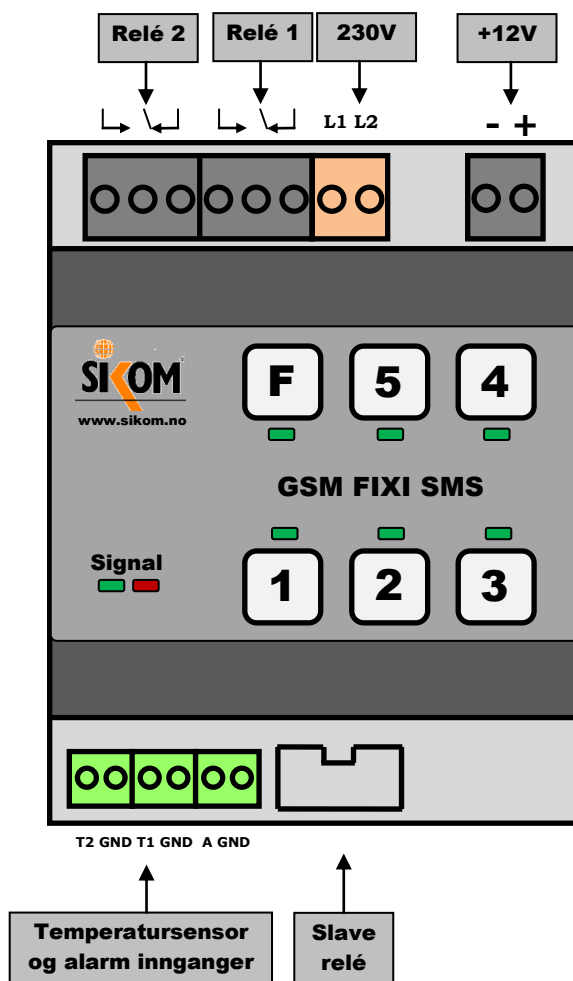 Relé 2
Relé 1
230V
+12V
L1 L2
- +
SIKOM
www.sikom.no
F
5
4
GSM FIXI SMS
Signal
1
2
3
T2 GND T1 GND A GND
Temperatursensor
og alarm innganger
Slave
relé